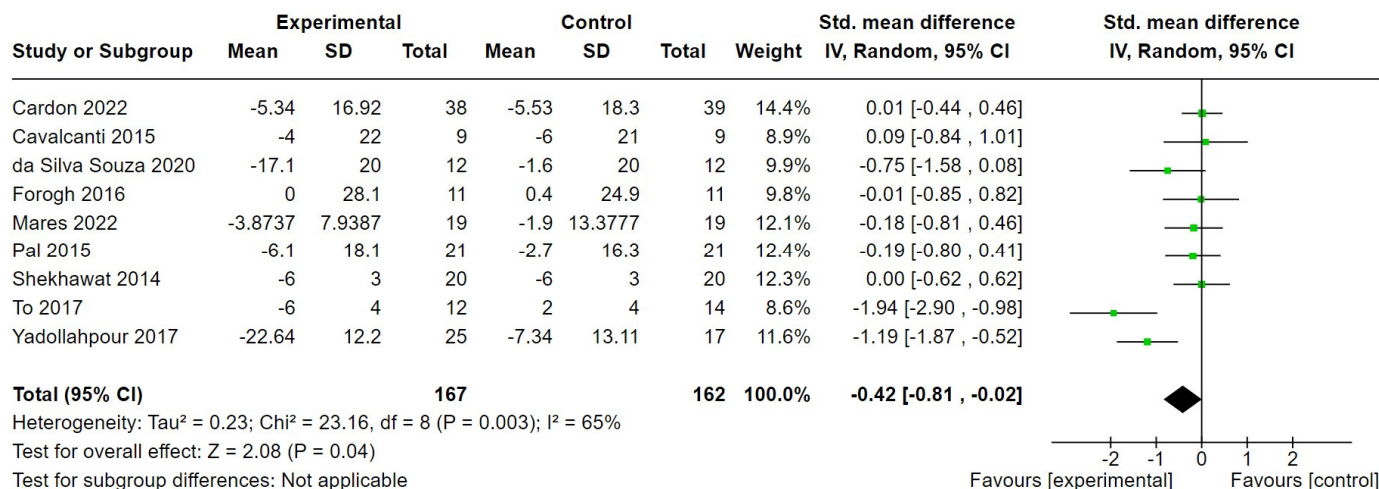 Experimental Control Std. mean difference Std. mean difference
Study or Subgroup Mean SD Total Mean SD Total Weight IV, Random, 95% CI IV, Random, 95% CI
Cardon 2022 -5.34 16.92 38 -5.53 18.3 39 14.4% 0.01 [-0.44 , 0.46]
Cavalcanti 2015 -4 22 9 -6 21 9 8.9% 0.09 [-0.84 , 1.01]
da Silva Souza 2020 -17.1 20 12 -1.6 20 12 9.9% -0.75 [-1.58 , 0.08]
Forogh 2016 0 28.1 11 0.4 24.9 11 9.8% -0.01 [-0.85 , 0.82]
Mares 2022 -3.8737 7.9387 19 -1.9 13.3777 19 12.1% -0.18 [-0.81 , 0.46]
Pal 2015 -6.1 18.1 21 -2.7 16.3 21 12.4% -0.19 [-0.80 , 0.41]
Shekhawat 2014 -6 3 20 -6 3 20 12.3% 0.00 [-0.62 , 0.62]
To 2017 -6 4 12 2 4 14 8.6% -1.94 [-2.90 , -0.98]
Yadollahpour 2017 -22.64 12.2 25 -7.34 13.11 17 11.6% -1.19 [-1.87 , -0.52]
Total (95% CI) 167 162 100.0% -0.42 [-0.81 , -0.02]
Heterogeneity: Tau² = 0.23; Chi² = 23.16, df = 8 (P = 0.003); I² = 65%
Test for overall effect: Z = 2.08 (P = 0.04)
Test for subgroup differences: Not applicable
-2 -1 0 1 2
Favours [experimental] Favours [control]